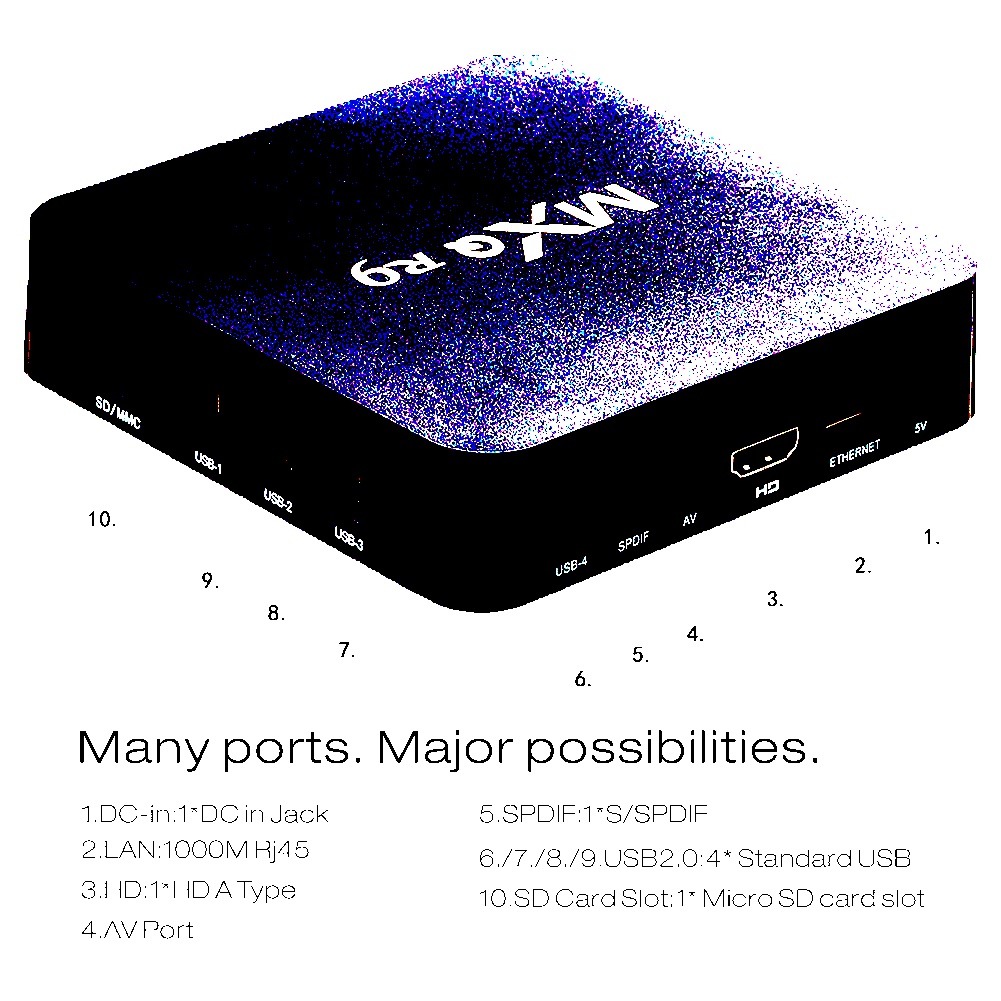 MXQ R9
SD/MMC
USB-1
USB-2
USB-3
USB-4
SPDIF
AV
HD
ETHERNET
5V
10.
9.
8.
7.
6.
5.
4.
3.
2.
1.
Many ports. Major possibilities.
1.DC-in:1*DC in Jack
2.LAN:1000M Rj45
3.HD:1*HD A Type
4.AV Port
5.SPDIF:1*S/SPDIF
6./7./8./9.USB2.0:4* Standard USB
10.SD Card Slot:1* Micro SD card slot